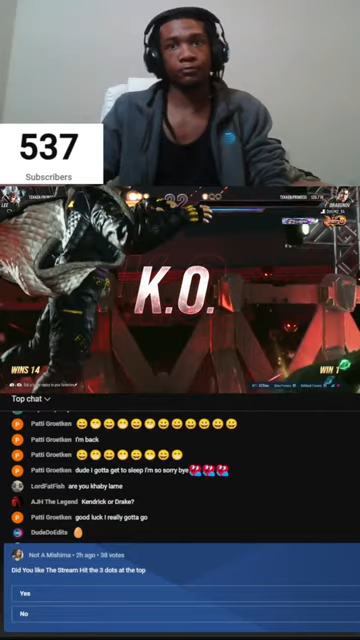 537
Subscribers
LEE
DRAGUNOV
K.O.
WINS 14
WIN 1
Top chat
Patti Groetken 😄😄😁😄😁😄😄😄😄😄😄😄😄
Patti Groetken I'm back
Patti Groetken 😄😄😄😄😁😄😄😄😁
Patti Groetken dude I gotta get to sleep I'm so sorry bye
LordFatFish are you khaby lame
AJH The Legend Kendrick or Drake?
Patti Groetken good luck I really gotta go
DudeDoEdits 🥚
Not A Mishima • 2h ago • 38 votes
Did You like The Stream Hit the 3 dots at the top
Yes
No